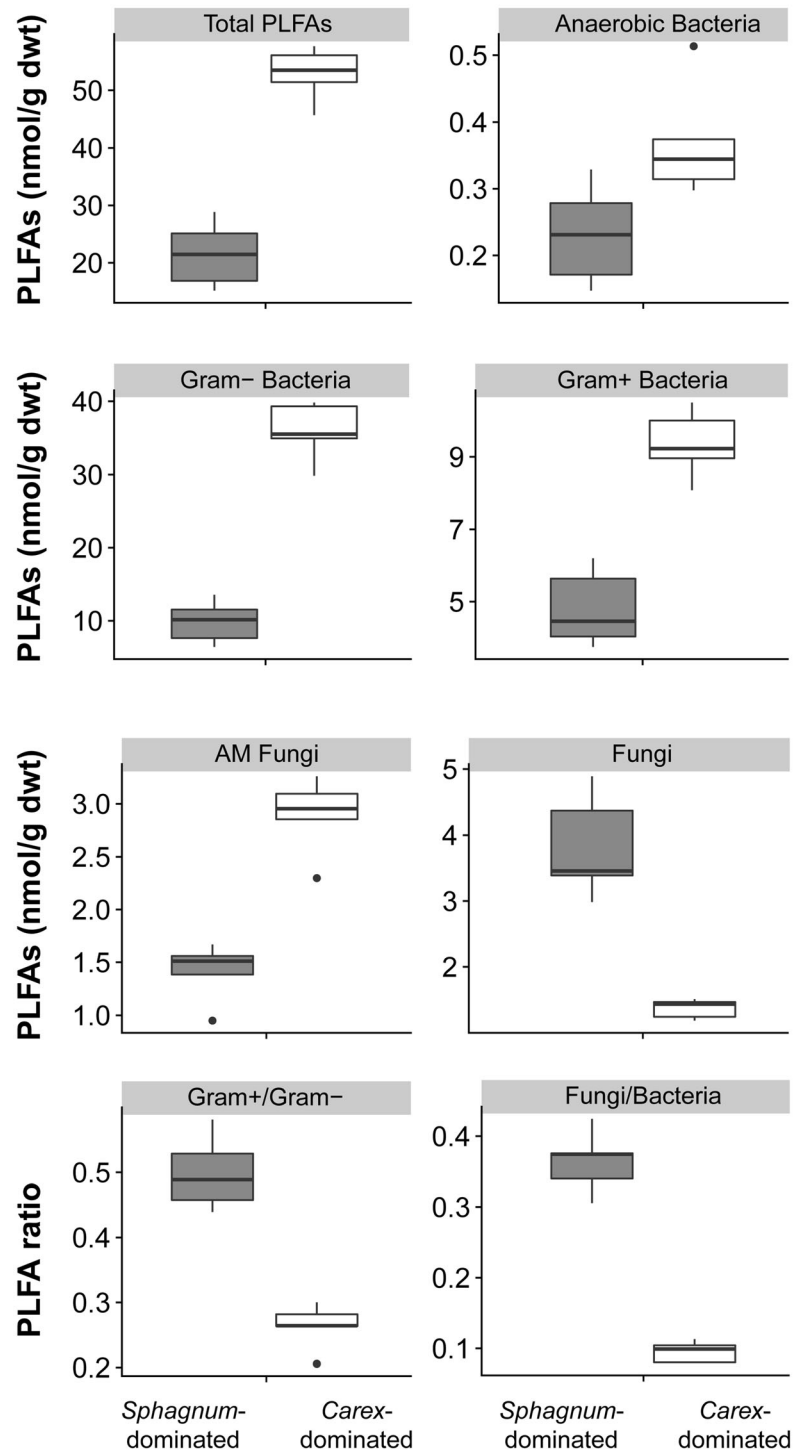 Total PLFAs
Anaerobic Bacteria
PLFAs (nmol/g dwt)
50
40
30
20
0.5
0.4
0.3
0.2
Gram− Bacteria
Gram+ Bacteria
PLFAs (nmol/g dwt)
40
30
20
10
9
7
5
AM Fungi
Fungi
PLFAs (nmol/g dwt)
3.0
2.5
2.0
1.5
1.0
5
4
3
2
Gram+/Gram−
Fungi/Bacteria
PLFA ratio
0.5
0.4
0.3
0.2
0.4
0.3
0.2
0.1
Sphagnum-
dominated
Carex-
dominated
Sphagnum-
dominated
Carex-
dominated